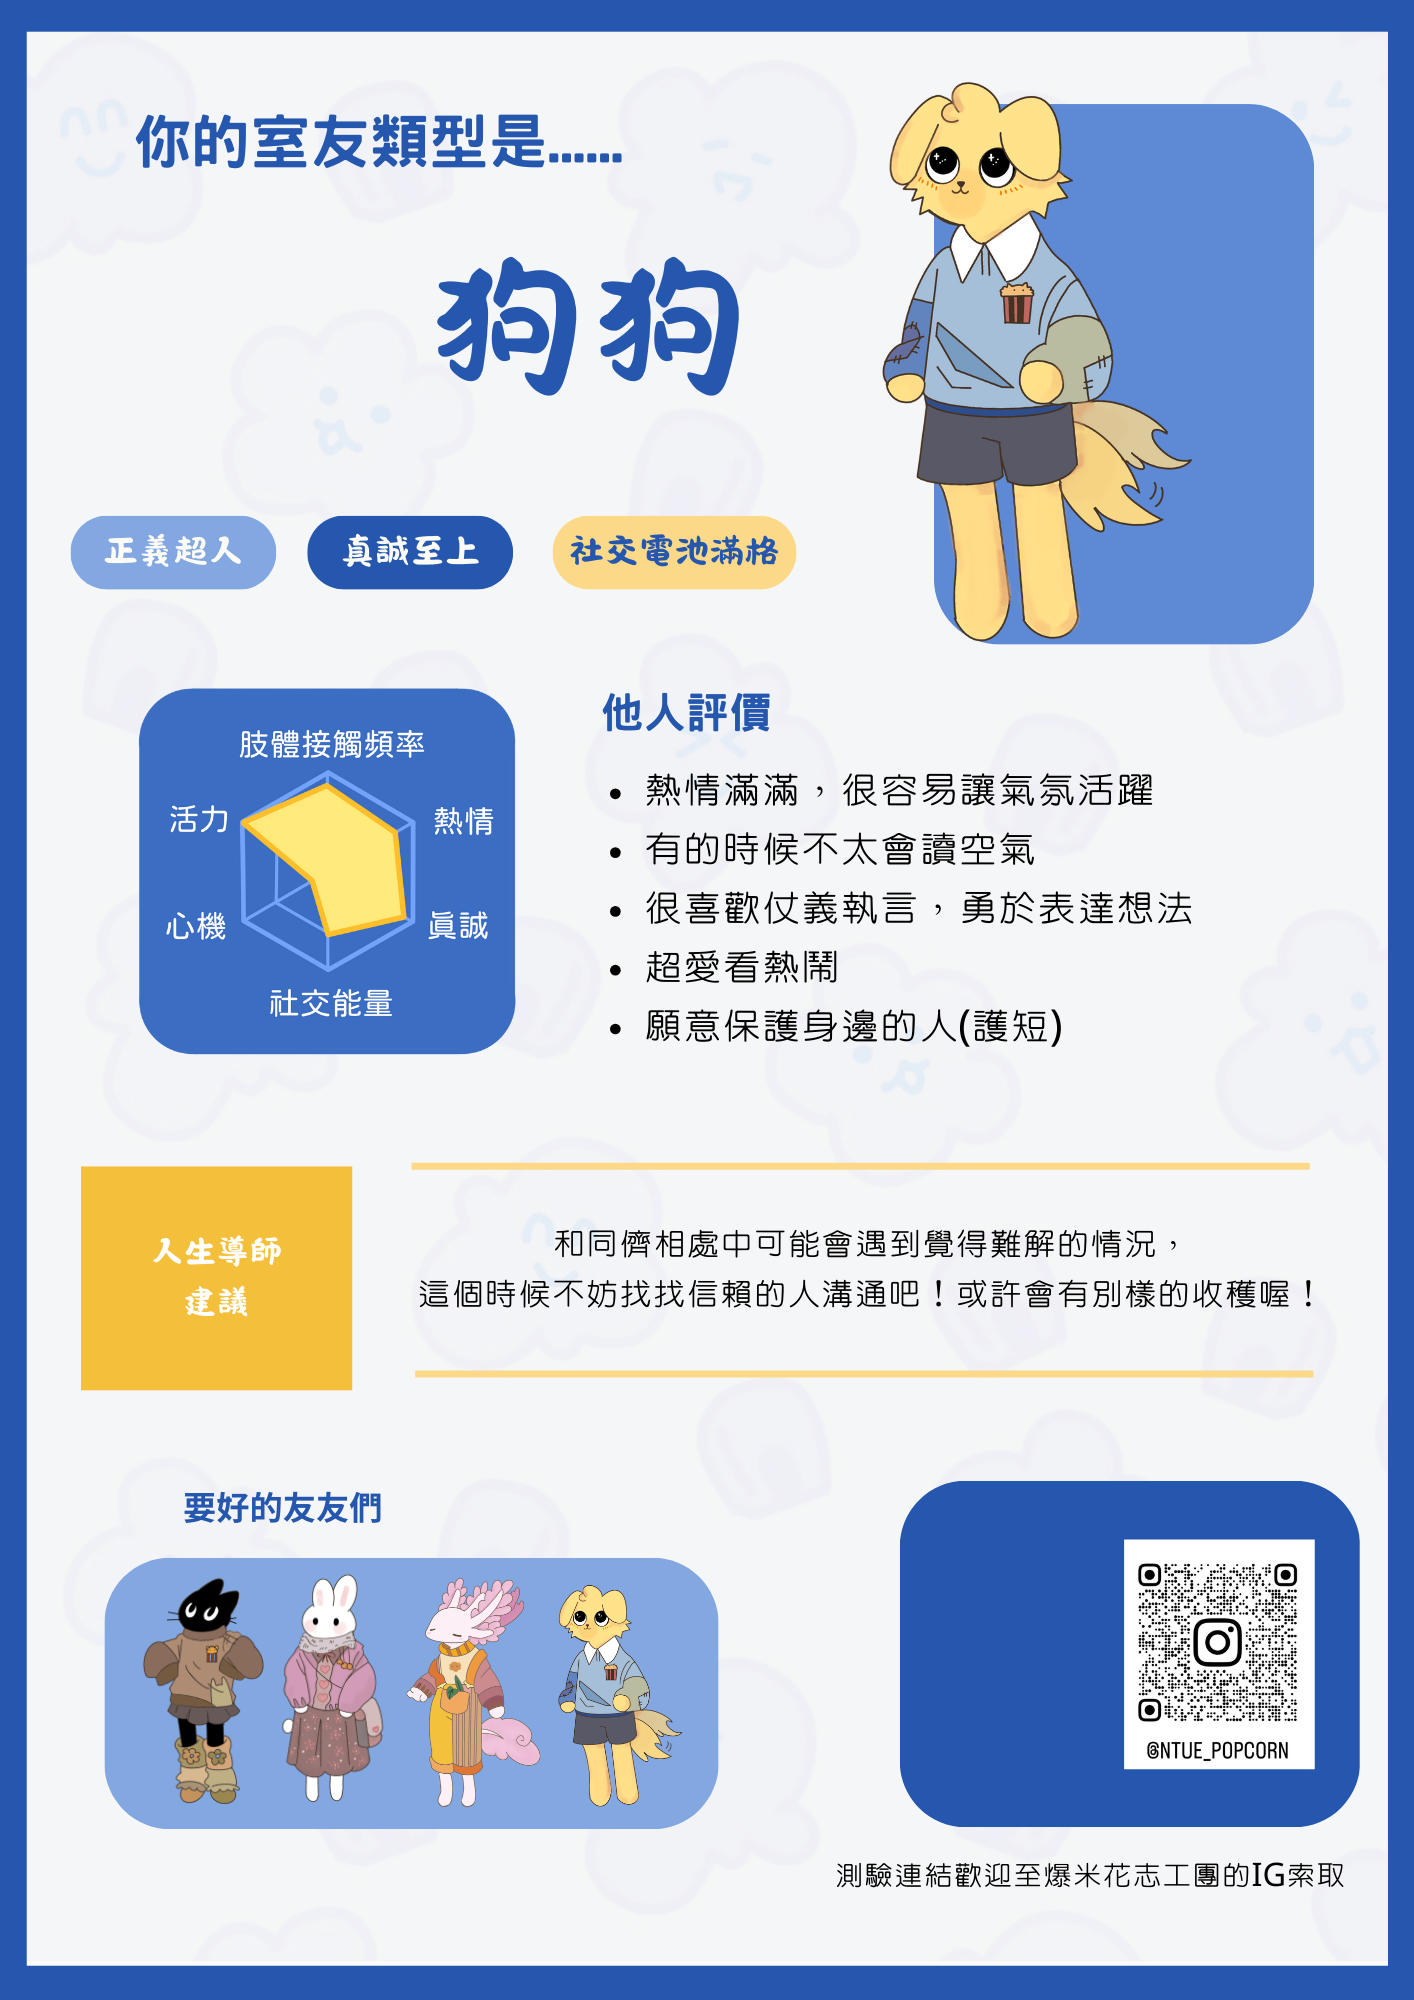 你的室友類型是......
狗狗
正義超人
真誠至上
社交電池滿格
肢體接觸頻率
活力
熱情
心機
真誠
社交能量
他人評價
• 熱情滿滿，很容易讓氣氛活躍
• 有的時候不太會讀空氣
• 很喜歡仗義執言，勇於表達想法
• 超愛看熱鬧
• 願意保護身邊的人(護短)
人生導師
建議
和同儕相處中可能會遇到覺得難解的情況，
這個時候不妨找找信賴的人溝通吧！或許會有別樣的收穫喔！
要好的友友們
@NTUE_POPCORN
測驗連結歡迎至爆米花志工團的IG索取